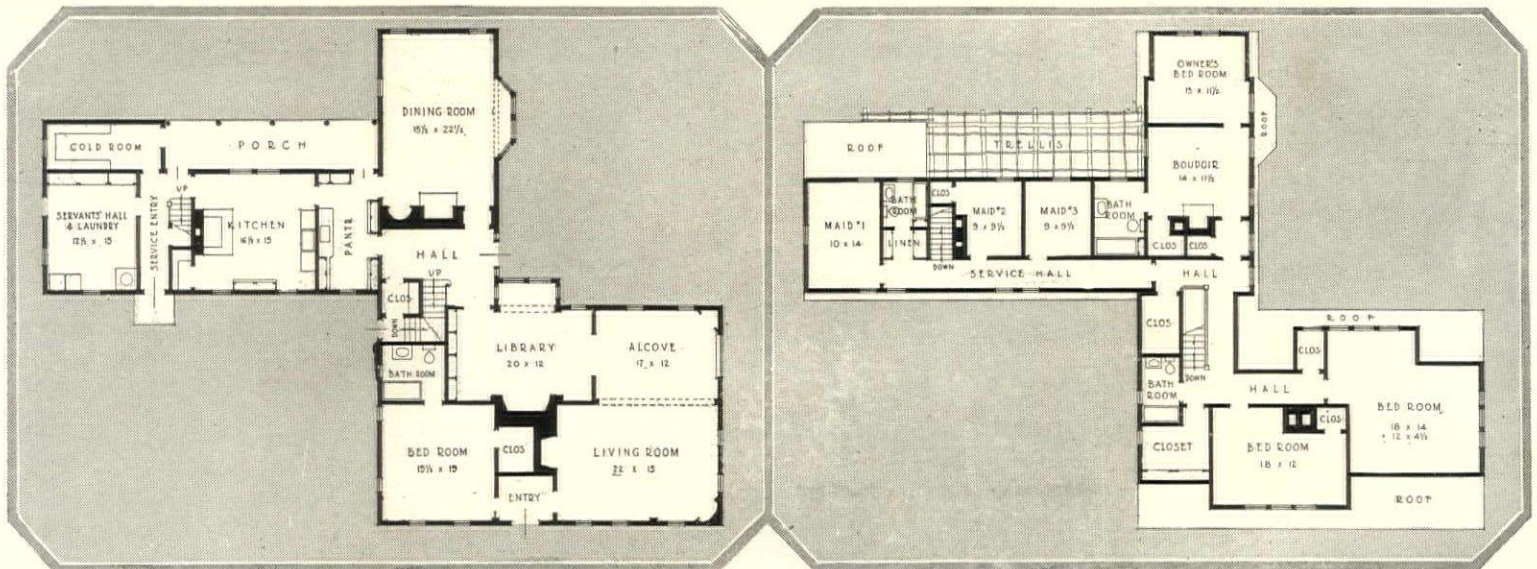 DINING ROOM
15½ x 22½
COLD ROOM
PORCH
UP
SERVANTS' HALL
& LAUNDRY
12½ x 15
SERVICE ENTRY
KITCHEN
16½ x 15
PANTR
HALL
UP
CLOS
DOWN
BATH ROOM
LIBRARY
20 x 12
ALCOVE
17 x 12
BED ROOM
15½ x 15
CLOS
LIVING ROOM
22 x 15
ENTRY
OWNER'S
BED ROOM
15 x 11½
ROOF
TRELLIS
ROOF
BOUDOIR
14 x 11½
MAID #1
10 x 14
BATH
ROOM
LINEN
CLOS
DOWN
MAID #2
9 x 9½
MAID #3
9 x 9½
BATH
ROOM
CLOS
CLOS
SERVICE HALL
HALL
CLOS
DOWN
ROOF
CLOS
BATH
ROOM
HALL
CLOS
BED ROOM
18 x 14
+ 12 x 4½
CLOSET
BED ROOM
18 x 12
ROOF